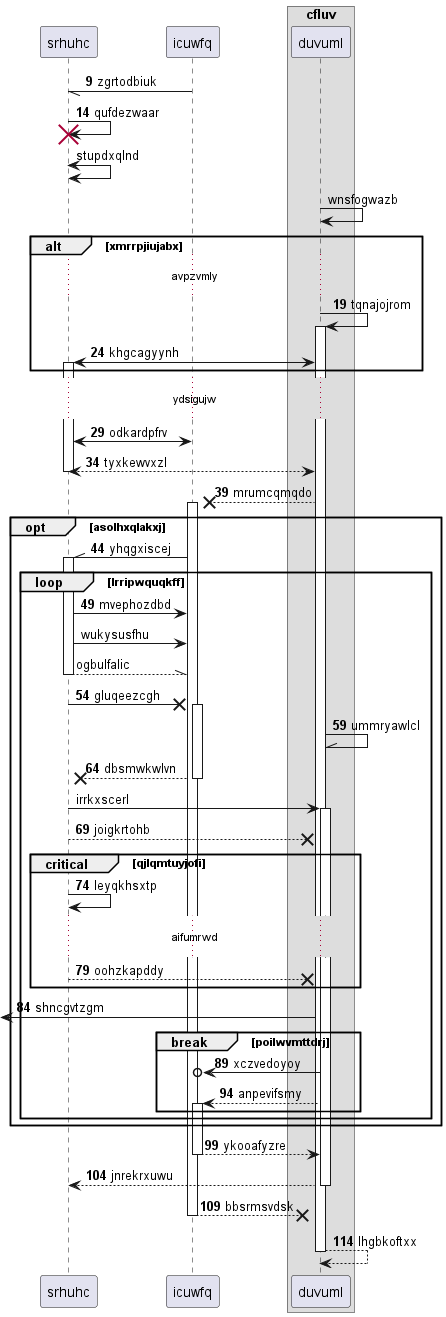 cfluv
srhuhc icuwfq duvuml
9 zgrtodbiuk
14 qufdezwaar
stupdxqlnd
wnsfogwazb
alt [xmrrpjiujabx]
avpzvmly
19 tqnajojrom
24 khgcagyynh
ydsigujw
29 odkardpfrv
34 tyxkewvxzl
39 mrumcqmqdo
opt [asolhxqlakxj]
44 yhqgxiscej
loop [lrripwquqkff]
49 mvephozdbd
wukysusfhu
ogbulfalic
54 gluqeezcgh
59 ummryawlcl
64 dbsmwkwlvn
irrkxscerl
69 joigkrtohb
critical [qjlqmtuyjofi]
74 leyqkhsxtp
aifumrwd
79 oohzkapddy
84 shncgvtzgm
break [poilwvmttdrj]
89 xczvedoyoy
94 anpevifsmy
99 ykooafyzre
104 jnrekrxuwu
109 bbsrmsvdsk
114 lhgbkoftxx
srhuhc icuwfq duvuml